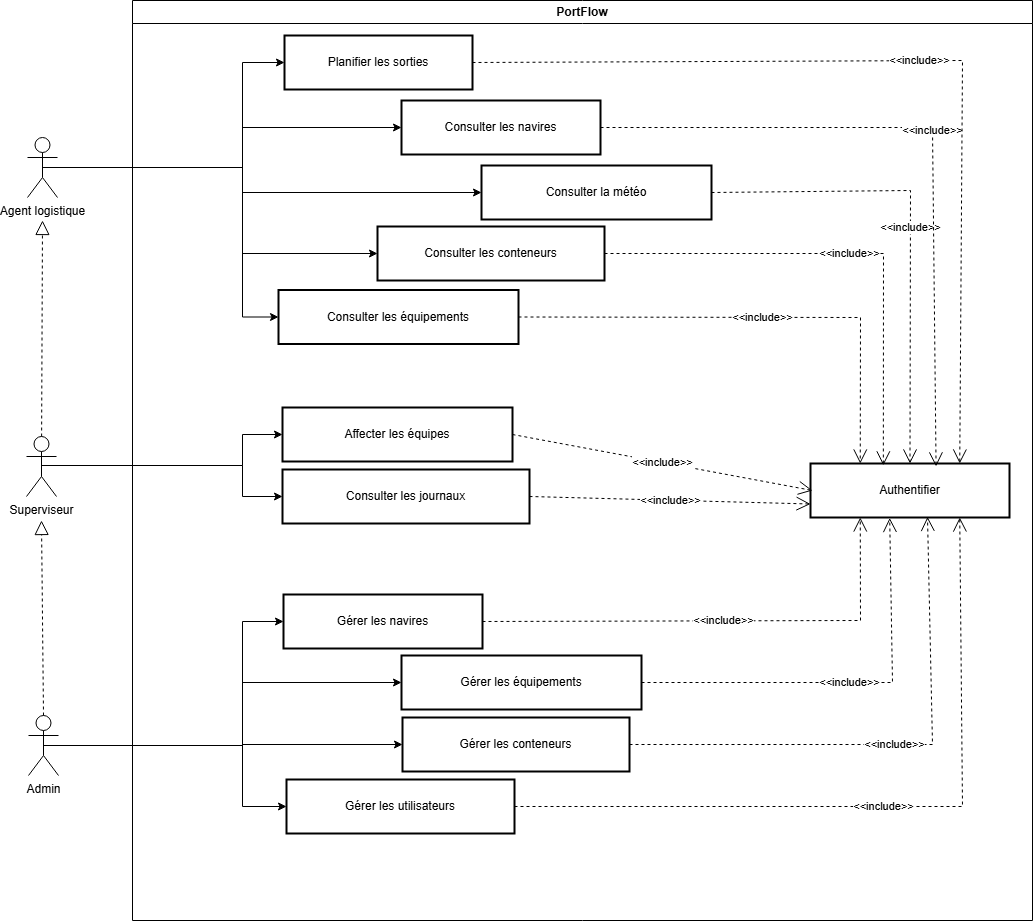 PortFlow
Planifier les sorties
<<include>>
Consulter les navires
<<include>>
Consulter la météo
<<include>>
Agent logistique
Consulter les conteneurs
<<include>>
Consulter les équipements
<<include>>
Affecter les équipes
<<include>>
Consulter les journaux
<<include>>
Authentifier
Superviseur
Gérer les navires
<<include>>
Gérer les équipements
<<include>>
Gérer les conteneurs
<<include>>
Admin
Gérer les utilisateurs
<<include>>